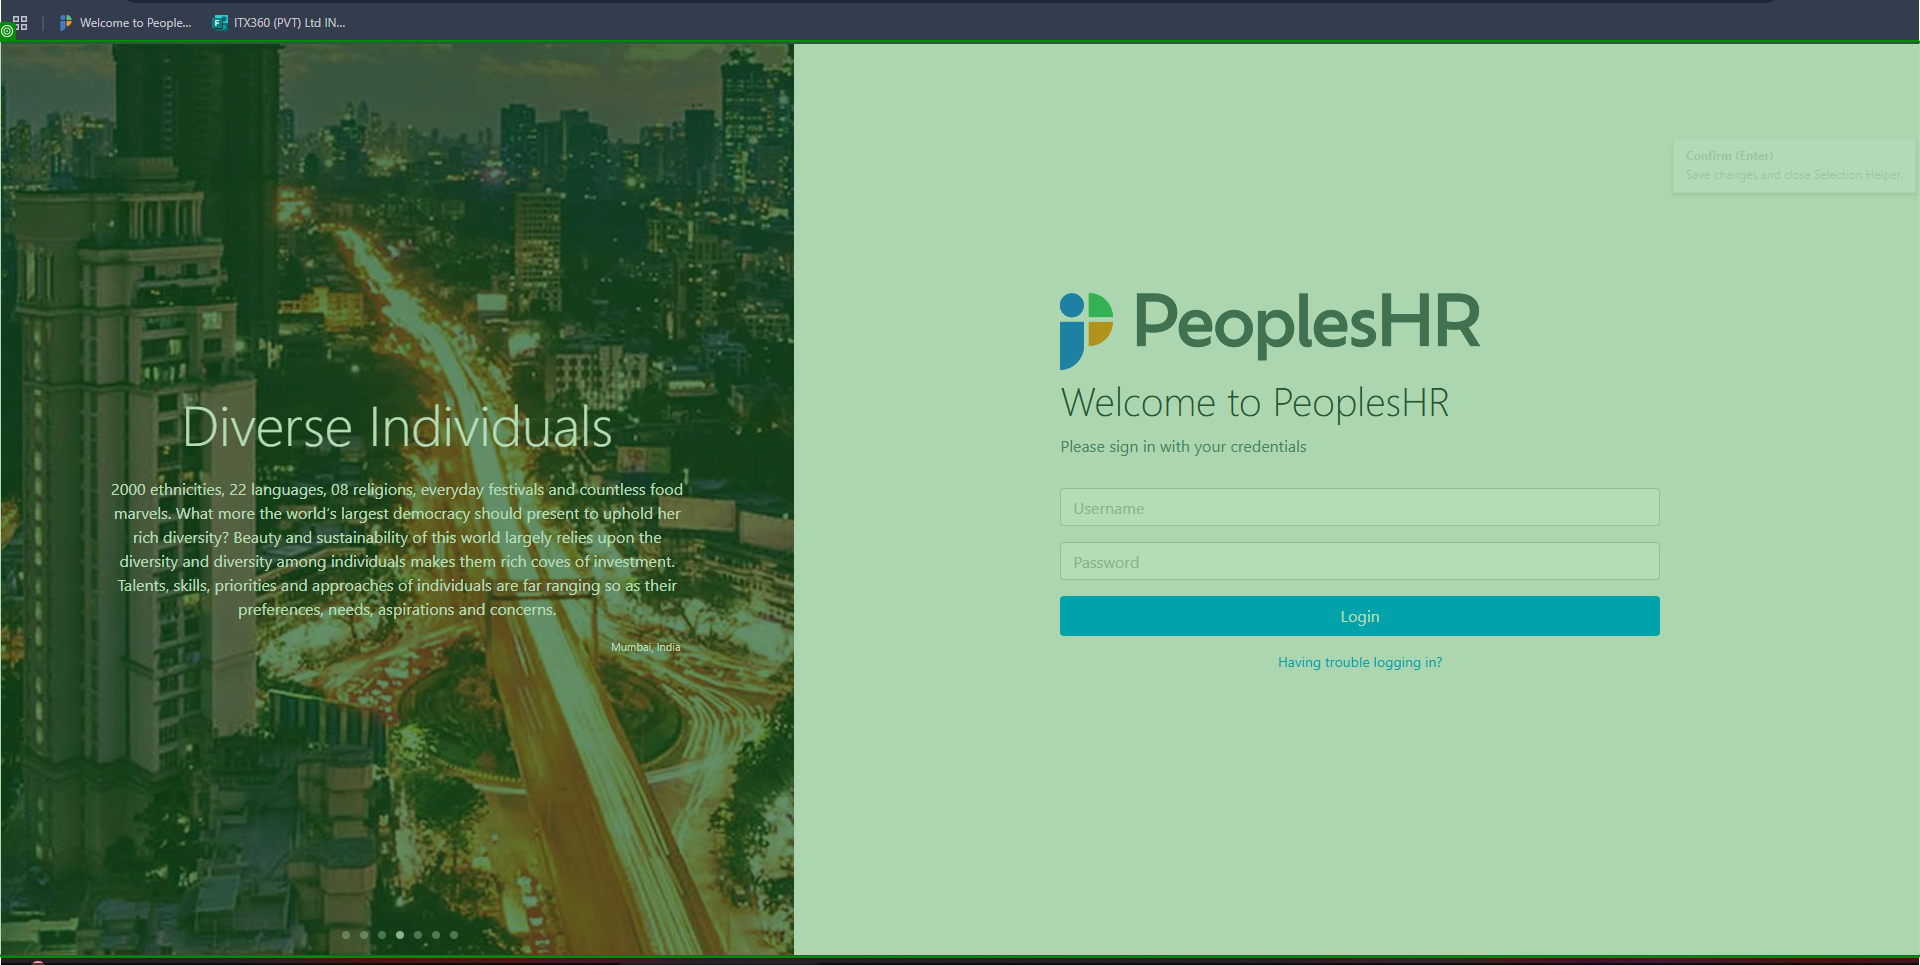 Welcome to People...
ITX360 (PVT) Ltd IN...
Confirm (Enter)
Save changes and close Selection Helper.
PeoplesHR
Welcome to PeoplesHR
Please sign in with your credentials
Username
Password
Login
Having trouble logging in?
Diverse Individuals
2000 ethnicities, 22 languages, 08 religions, everyday festivals and countless food
marvels. What more the world’s largest democracy should present to uphold her
rich diversity? Beauty and sustainability of this world largely relies upon the
diversity and diversity among individuals makes them rich coves of investment.
Talents, skills, priorities and approaches of individuals are far ranging so as their
preferences, needs, aspirations and concerns.
Mumbai, India